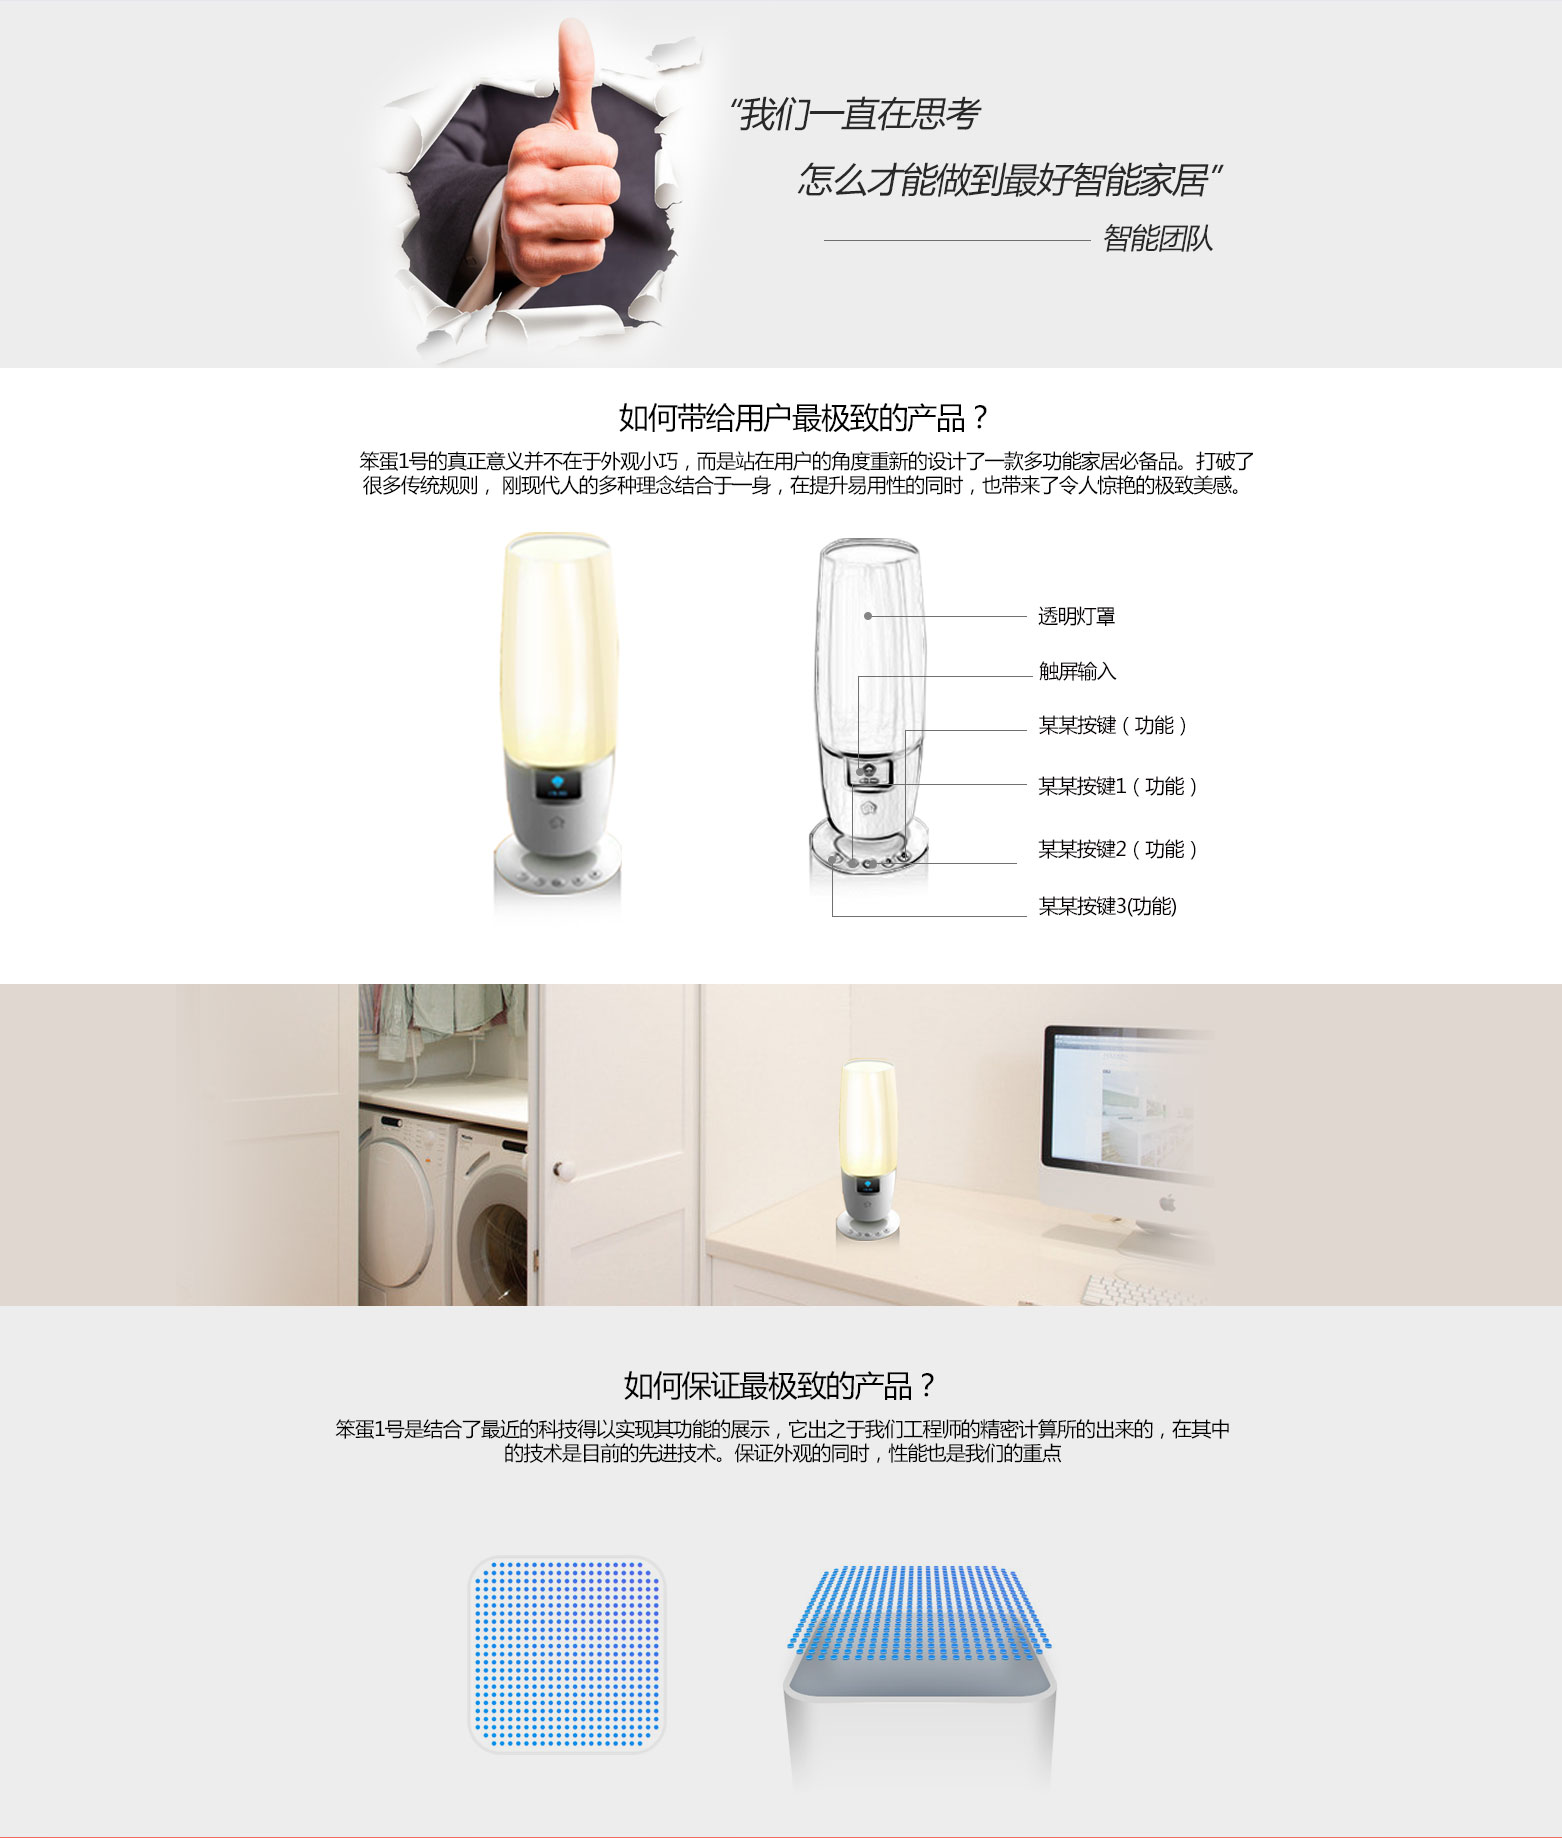 “我们一直在思考
怎么才能做到最好智能家居”
智能团队
如何带给用户最极致的产品？
笨蛋1号的真正意义并不在于外观小巧，而是站在用户的角度重新的设计了一款多功能家居必备品。打破了
很多传统规则， 刚现代人的多种理念结合于一身，在提升易用性的同时，也带来了令人惊艳的极致美感。
透明灯罩
触屏输入
某某按键（功能）
某某按键1（功能）
某某按键2（功能）
某某按键3(功能)
如何保证最极致的产品？
笨蛋1号是结合了最近的科技得以实现其功能的展示，它出之于我们工程师的精密计算所的出来的，在其中
的技术是目前的先进技术。保证外观的同时，性能也是我们的重点